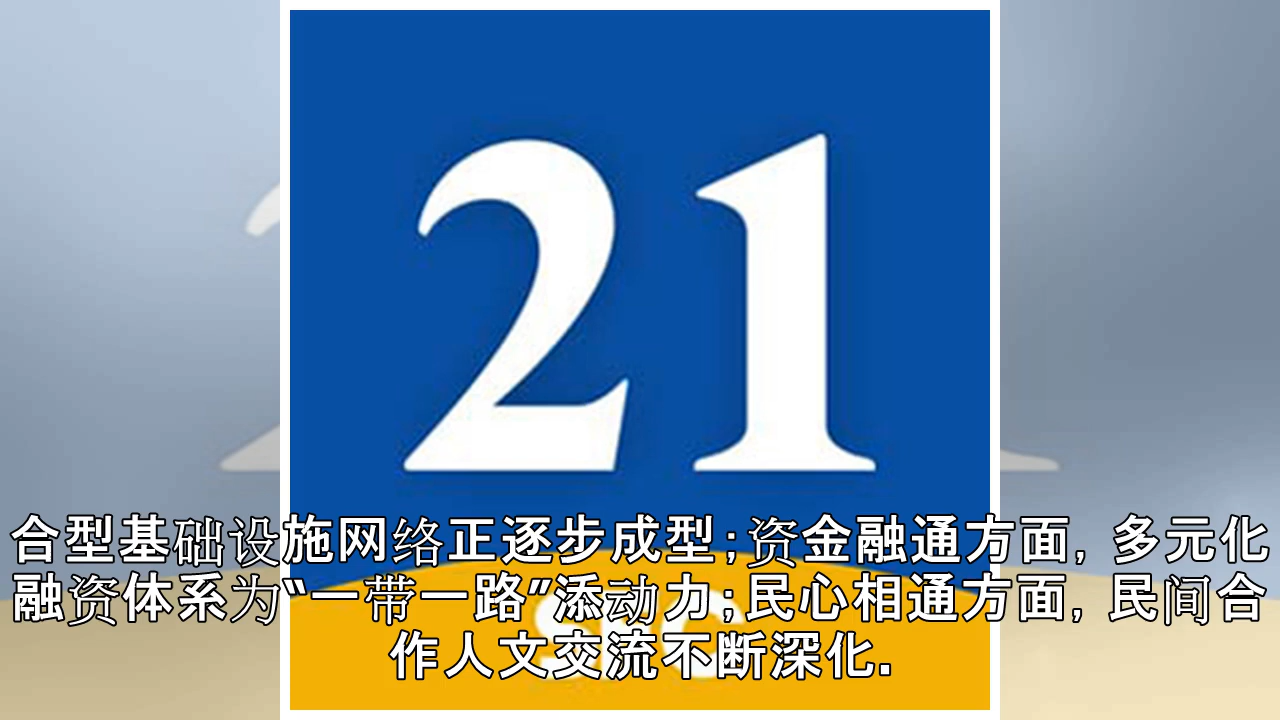 21
合型基础设施网络正逐步成型;资金融通方面, 多元化
融资体系为“一带一路”添动力;民心相通方面, 民间合
作人文交流不断深化.